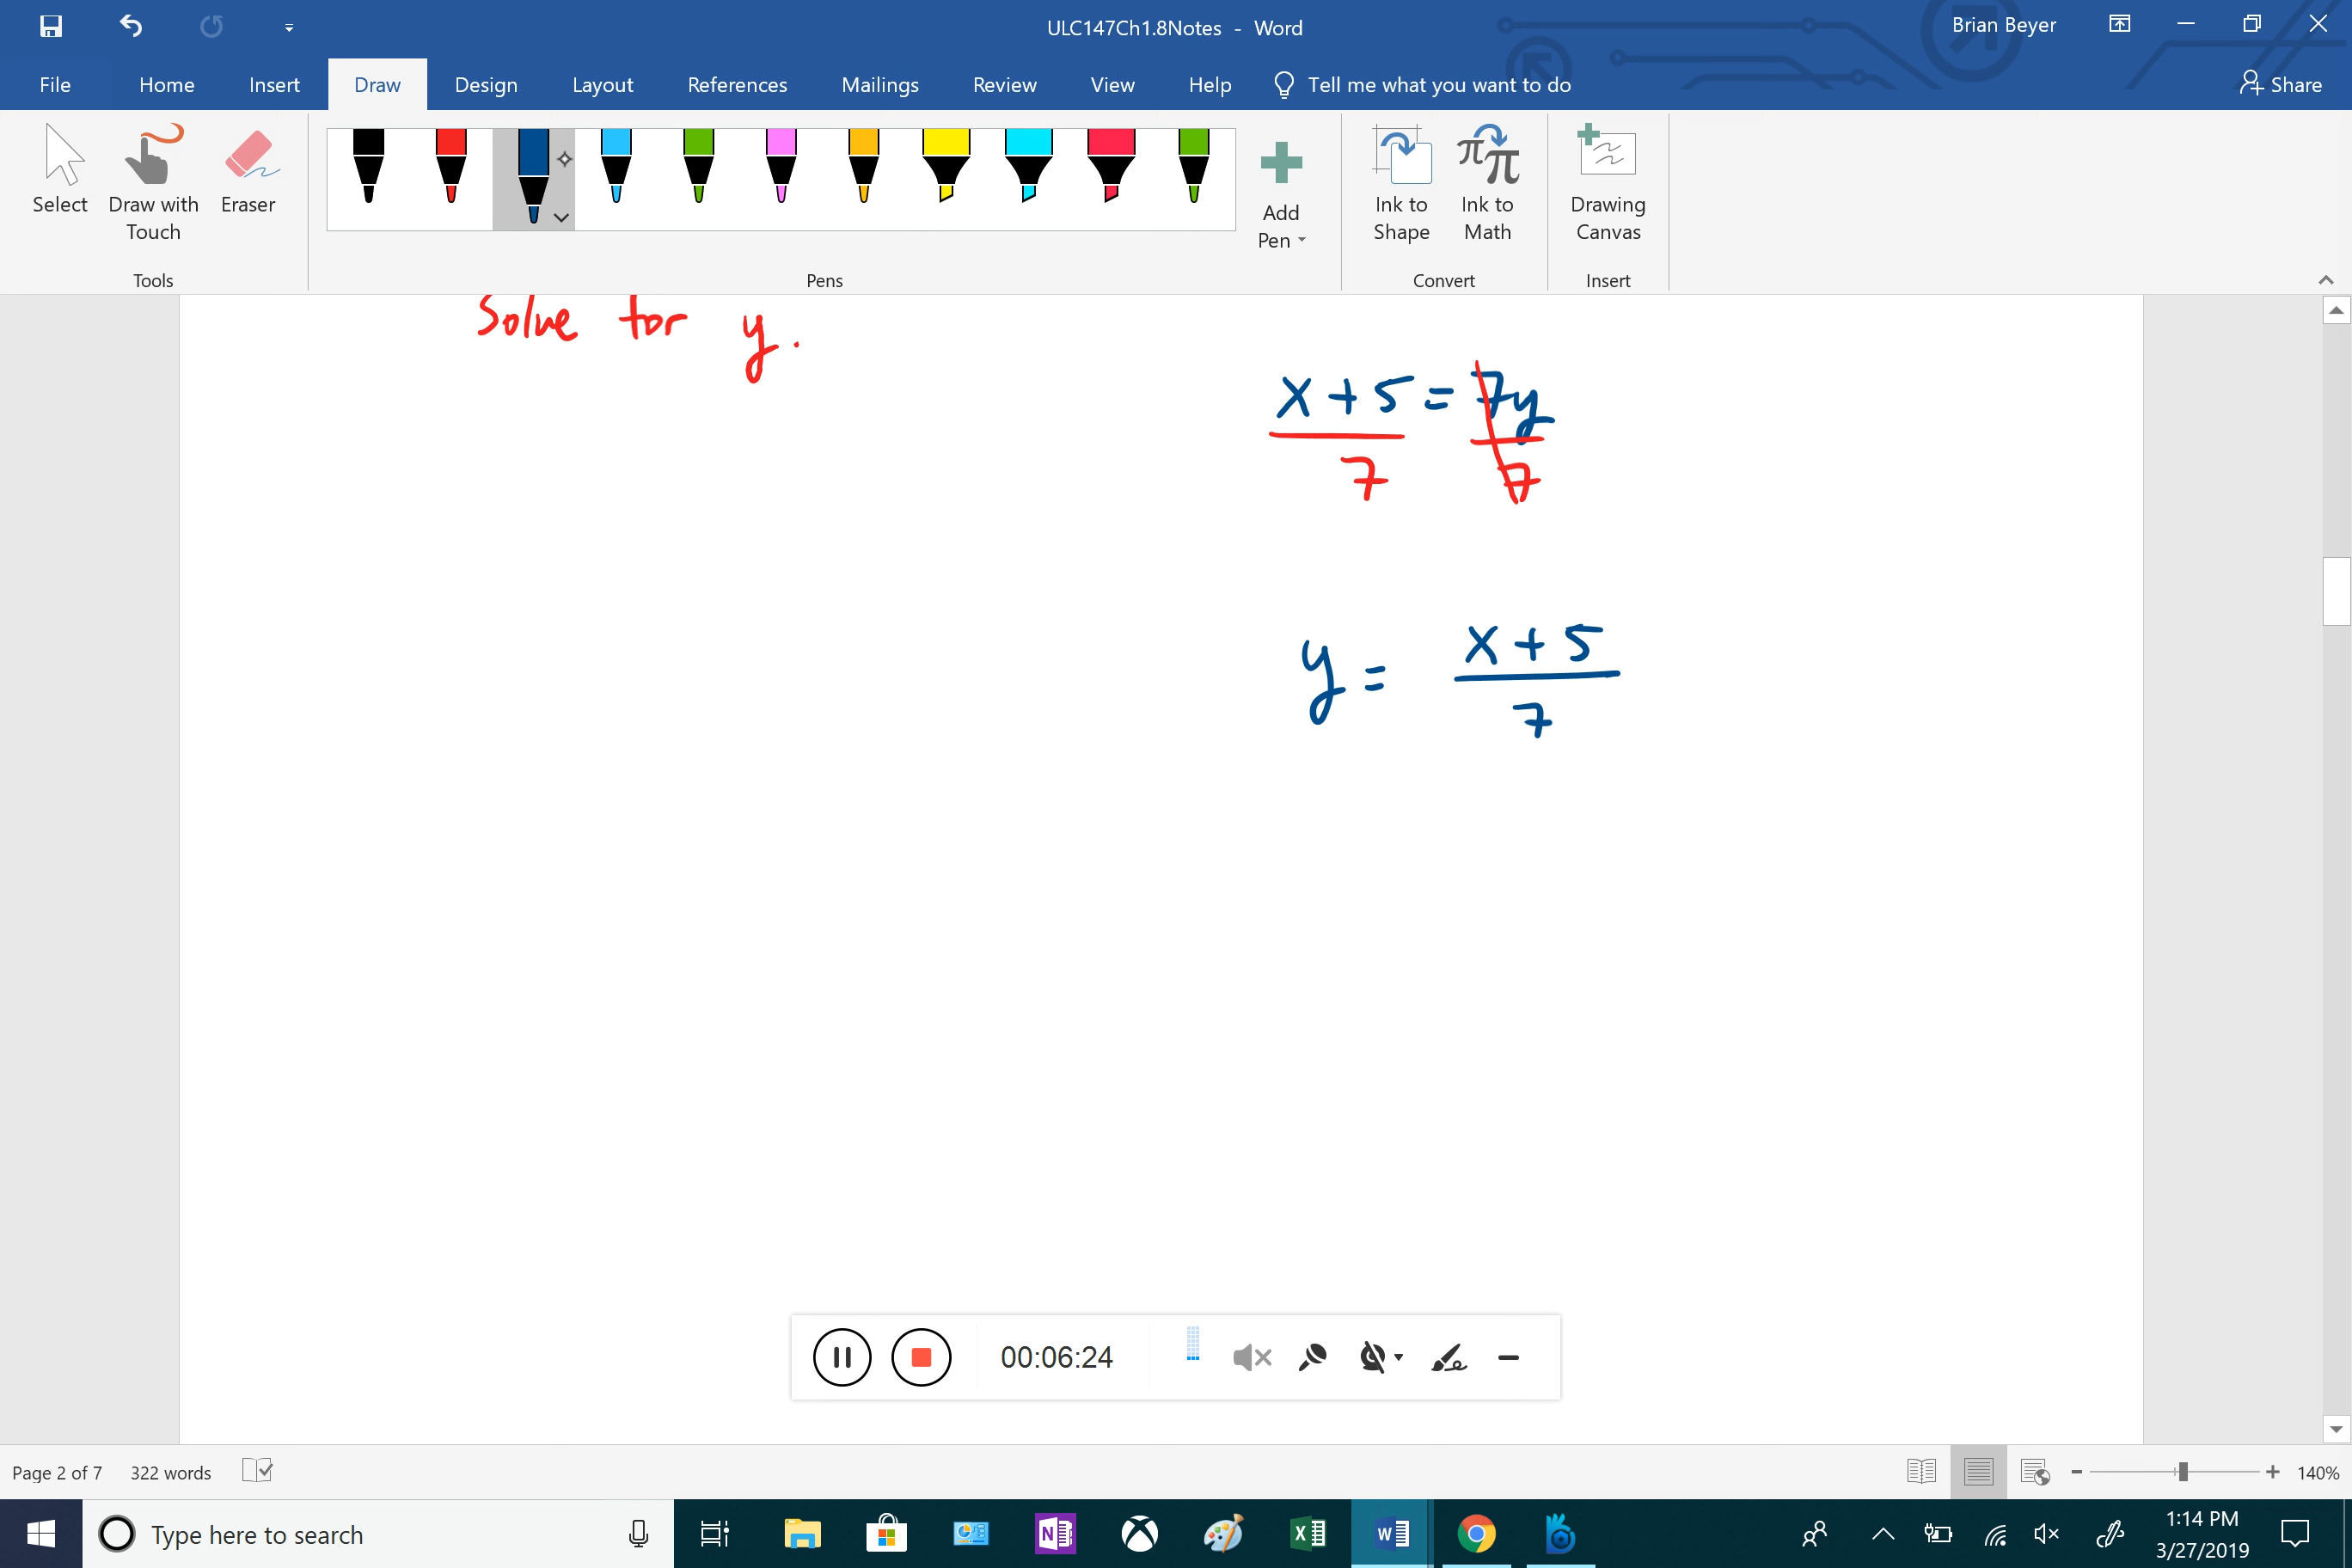 ULC147Ch1.8Notes - Word
Brian Beyer
File Home Insert Draw Design Layout References Mailings Review View Help Tell me what you want to do Share
Select
Draw with Touch
Eraser
Tools
Pens
Add Pen
Ink to Shape
Ink to Math
Convert
Drawing Canvas
Insert
Solve for y.
x + 5 = 7y
7 7
y = x + 5
7
00:06:24
Page 2 of 7 322 words
140%
Type here to search
1:14 PM
3/27/2019